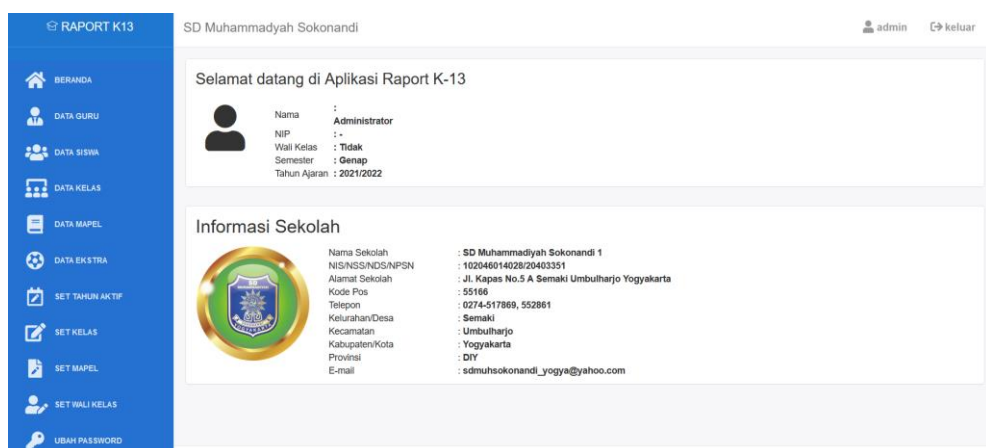 RAPORT K13
SD Muhammadyah Sokonandi
admin
keluar
BERANDA
DATA GURU
DATA SISWA
DATA KELAS
DATA MAPEL
DATA EKSTRA
SET TAHUN AKTIF
SET KELAS
SET MAPEL
SET WALI KELAS
UBAH PASSWORD
Selamat datang di Aplikasi Raport K-13
Nama : Administrator
NIP : -
Wali Kelas : Tidak
Semester : Genap
Tahun Ajaran : 2021/2022
Informasi Sekolah
SD
Nama Sekolah : SD Muhammadiyah Sokonandi 1
NIS/NSS/NDS/NPSN : 102046014028/20403351
Alamat Sekolah : Jl. Kapas No.5 A Semaki Umbulharjo Yogyakarta
Kode Pos : 55166
Telepon : 0274-517869, 552861
Kelurahan/Desa : Semaki
Kecamatan : Umbulharjo
Kabupaten/Kota : Yogyakarta
Provinsi : DIY
E-mail : sdmuhsokonandi_yogya@yahoo.com